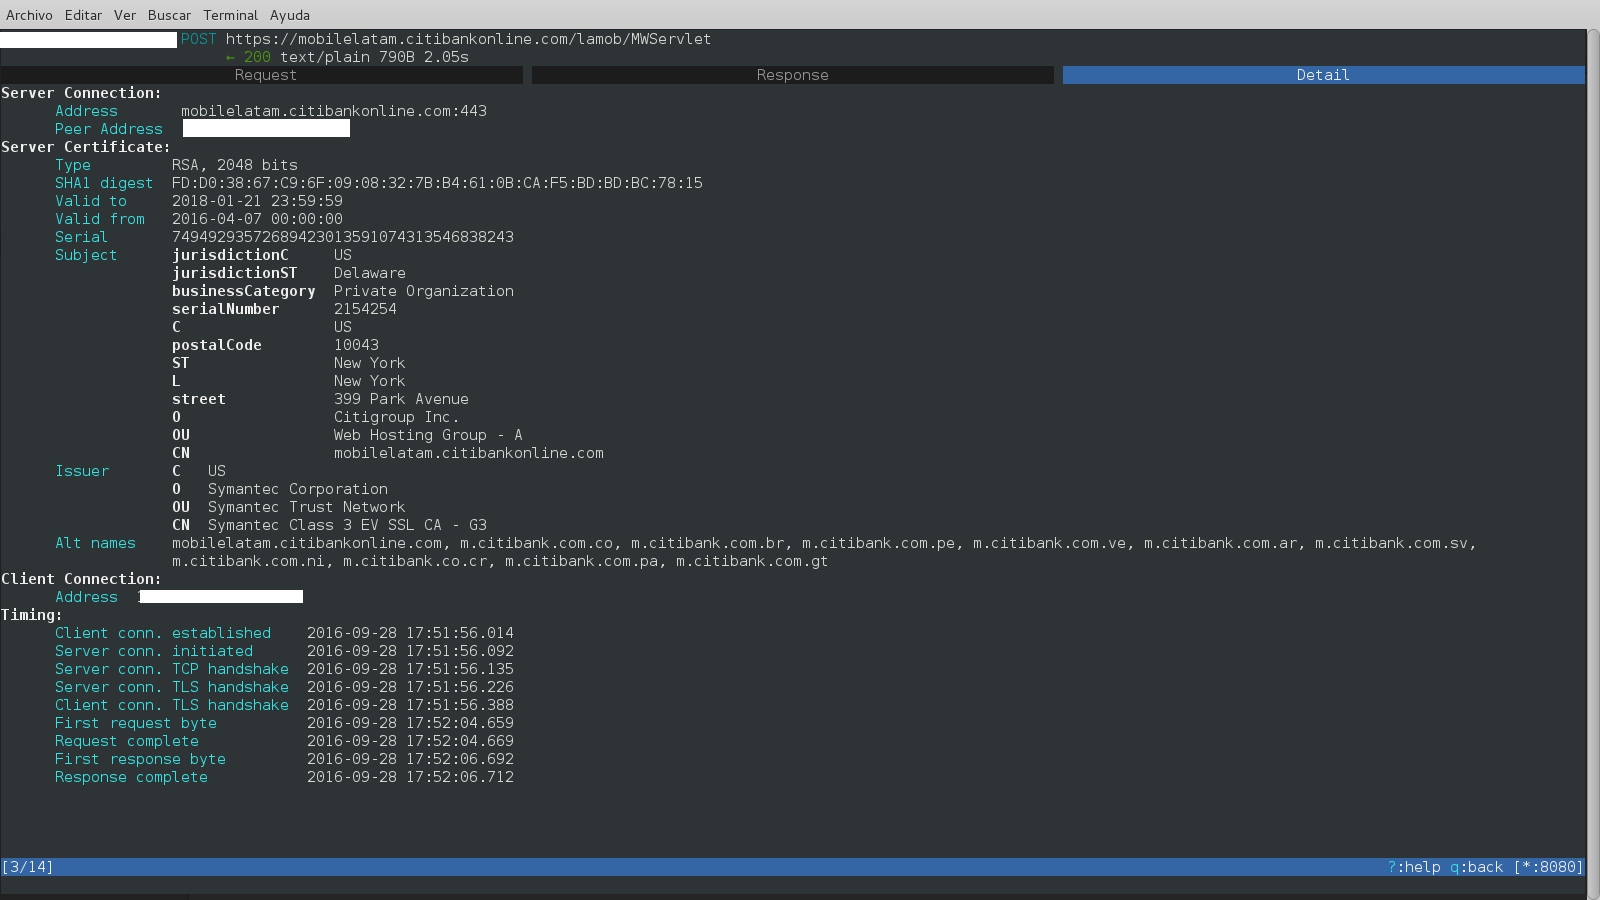 Archivo Editar Ver Buscar Terminal Ayuda
POST https://mobilelatam.citibankonline.com/lamob/MWServlet
← 200 text/plain 790B 2.05s
Request Response Detail
Server Connection:
Address mobilelatam.citibankonline.com:443
Peer Address
Server Certificate:
Type RSA, 2048 bits
SHA1 digest FD:D0:38:67:C9:6F:09:08:32:7B:B4:61:0B:CA:F5:BD:BD:BC:78:15
Valid to 2018-01-21 23:59:59
Valid from 2016-04-07 00:00:00
Serial 74949293572689423013591074313546838243
Subject jurisdictionC US
jurisdictionST Delaware
businessCategory Private Organization
serialNumber 2154254
C US
postalCode 10043
ST New York
L New York
street 399 Park Avenue
O Citigroup Inc.
OU Web Hosting Group - A
CN mobilelatam.citibankonline.com
Issuer C US
O Symantec Corporation
OU Symantec Trust Network
CN Symantec Class 3 EV SSL CA - G3
Alt names mobilelatam.citibankonline.com, m.citibank.com.co, m.citibank.com.br, m.citibank.com.pe, m.citibank.com.ve, m.citibank.com.ar, m.citibank.com.sv,
m.citibank.com.ni, m.citibank.co.cr, m.citibank.com.pa, m.citibank.com.gt
Client Connection:
Address
Timing:
Client conn. established 2016-09-28 17:51:56.014
Server conn. initiated 2016-09-28 17:51:56.092
Server conn. TCP handshake 2016-09-28 17:51:56.135
Server conn. TLS handshake 2016-09-28 17:51:56.226
Client conn. TLS handshake 2016-09-28 17:51:56.388
First request byte 2016-09-28 17:52:04.659
Request complete 2016-09-28 17:52:04.669
First response byte 2016-09-28 17:52:06.692
Response complete 2016-09-28 17:52:06.712
[3/14] ?:help q:back [*:8080]